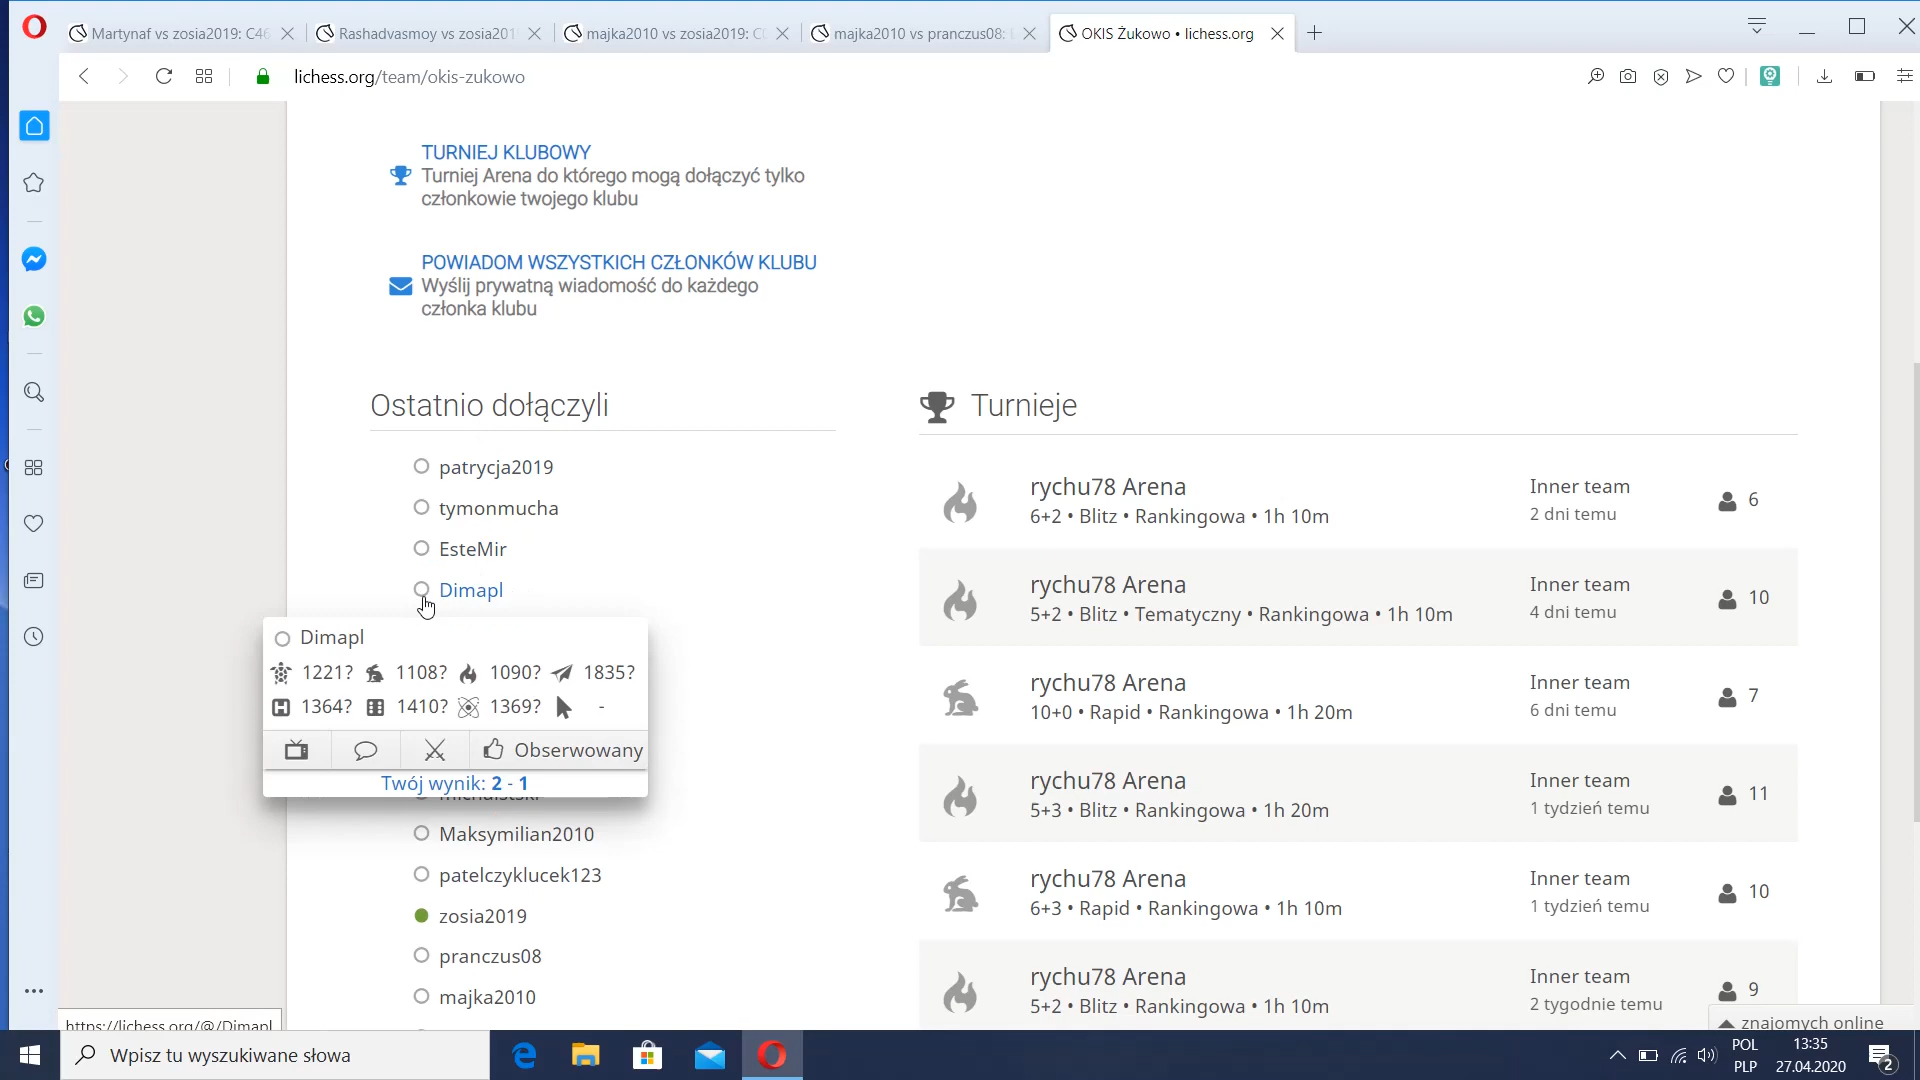 Martynaf vs zosia2019: C46
Rashadvasmoy vs zosia201
majka2010 vs zosia2019: C
majka2010 vs pranczus08:
OKIS Żukowo • lichess.org
lichess.org/team/okis-zukowo
TURNIEJ KLUBOWY
Turniej Arena do którego mogą dołączyć tylko
członkowie twojego klubu
POWIADOM WSZYSTKICH CZŁONKÓW KLUBU
Wyślij prywatną wiadomość do każdego
członka klubu
Ostatnio dołączyli
patrycja2019
tymonmucha
EsteMir
Dimapl
Dimapl
1221? 1108? 1090? 1835?
1364? 1410? 1369? -
Obserwowany
Twój wynik: 2 - 1
Maksymilian2010
patelczyklucek123
zosia2019
pranczus08
majka2010
Turnieje
rychu78 Arena
6+2 • Blitz • Rankingowa • 1h 10m
Inner team
2 dni temu
6
rychu78 Arena
5+2 • Blitz • Tematyczny • Rankingowa • 1h 10m
Inner team
4 dni temu
10
rychu78 Arena
10+0 • Rapid • Rankingowa • 1h 20m
Inner team
6 dni temu
7
rychu78 Arena
5+3 • Blitz • Rankingowa • 1h 20m
Inner team
1 tydzień temu
11
rychu78 Arena
6+3 • Rapid • Rankingowa • 1h 10m
Inner team
1 tydzień temu
10
rychu78 Arena
5+2 • Blitz • Rankingowa • 1h 10m
Inner team
2 tygodnie temu
9
znajomych online
https://lichess.org/@/Dimapl
Wpisz tu wyszukiwane słowa
POL
PLP
13:35
27.04.2020
2